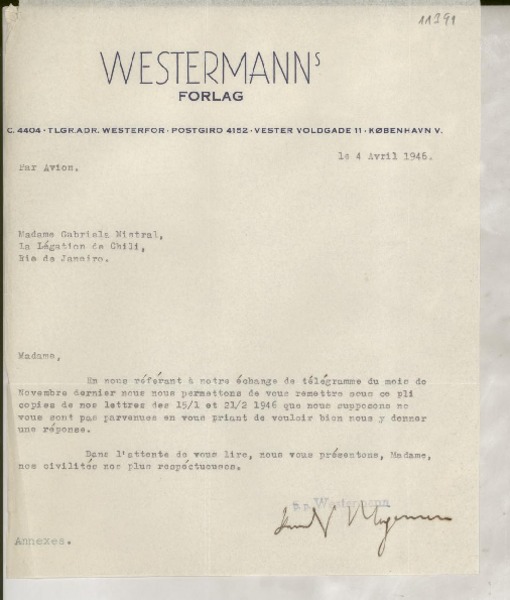 11391
WESTERMANNS
FORLAG
C. 4404 · TLGR.ADR. WESTERFOR · POSTGIRO 4152 · VESTER VOLDGADE 11 · KØBENHAVN V.
le 4 Avril 1946.
Par Avion.
Madame Gabriela Mistral,
La Légation de Chili,
Rio de Janeiro.
Madame,
En nous référant à notre échange de télégramme du mois de
Novembre dernier nous nous permettons de vous remettre sous ce pli
copies de nos lettres des 15/1 et 21/2 1946 que nous supposons ne
vous sont pas parvenues en vous priant de vouloir bien nous y donner
une réponse.
Dans l'attente de vous lire, nous vous présentons, Madame,
nos civilités nos plus respéctueuses.
Westermann
Annexes.